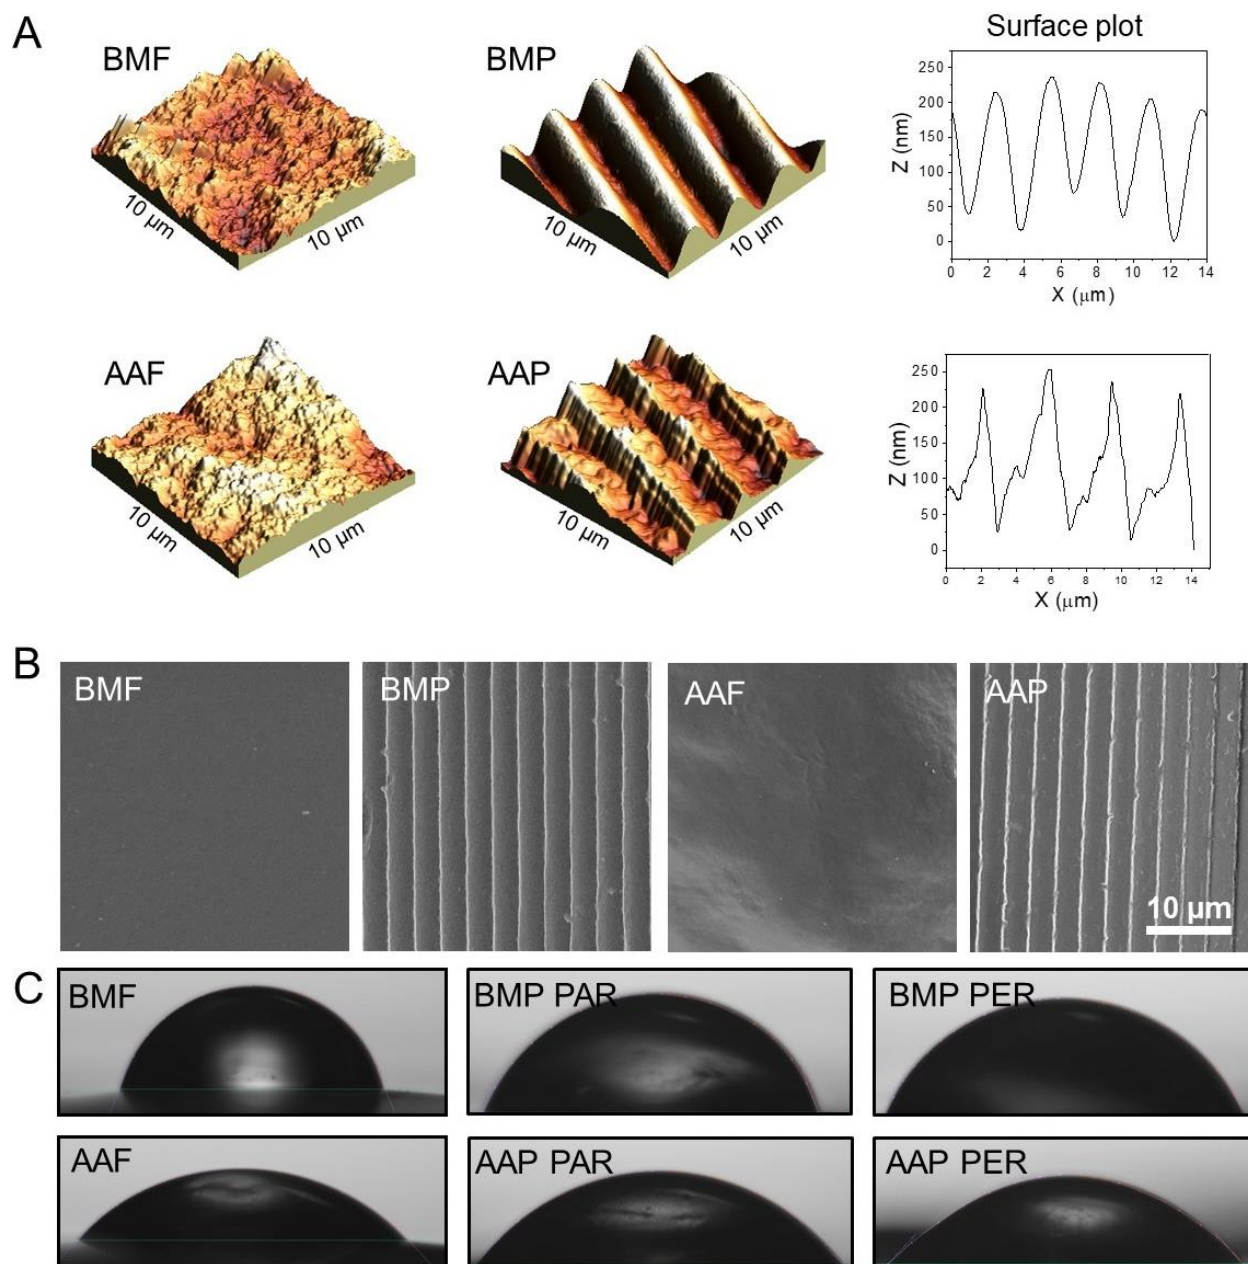 A
BMF
BMP
Surface plot
10 µm
10 µm
10 µm
10 µm
Z (nm)
250
200
150
100
50
0
0 2 4 6 8 10 12 14
X (µm)
AAF
AAP
10 µm
10 µm
10 µm
10 µm
Z (nm)
250
200
150
100
50
0
0 2 4 6 8 10 12 14
X (µm)
B
BMF
BMP
AAF
AAP
10 µm
C
BMF
BMP PAR
BMP PER
AAF
AAP PAR
AAP PER